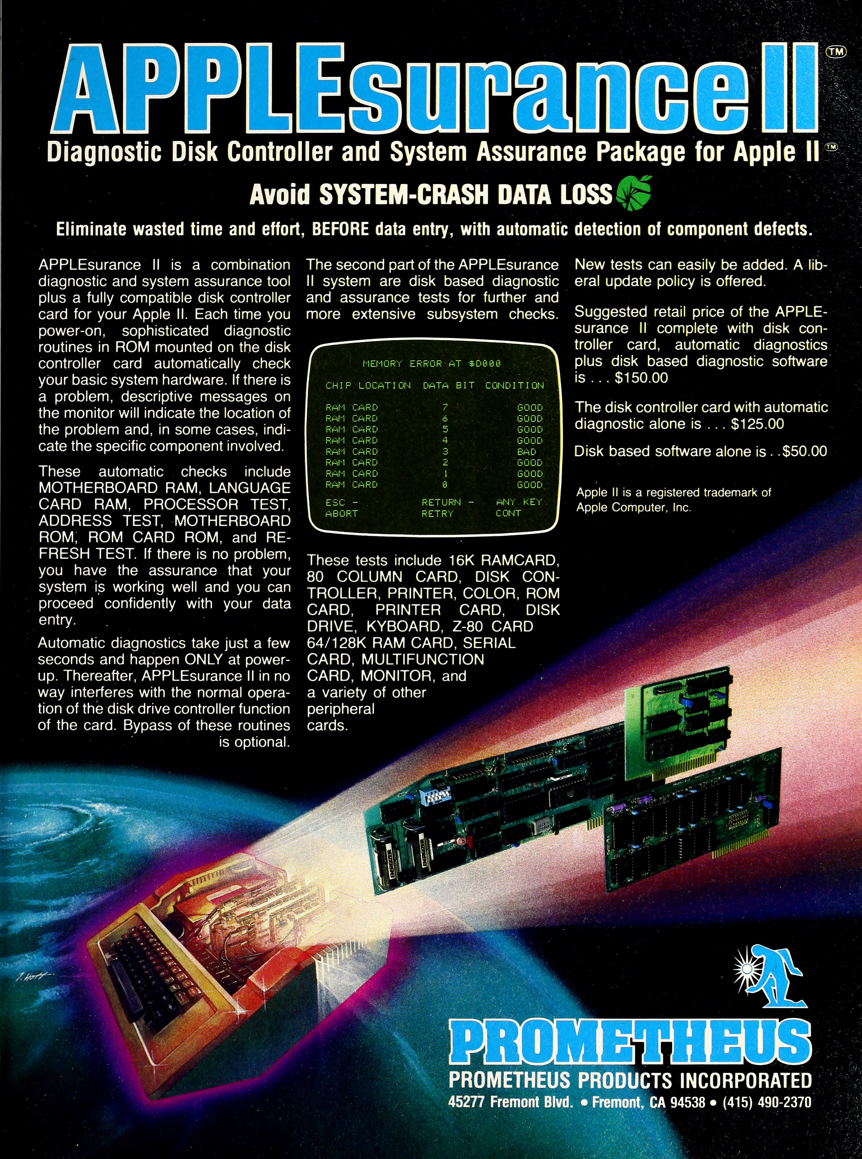 APPLEsurance II ™
Diagnostic Disk Controller and System Assurance Package for Apple II ™
Avoid SYSTEM-CRASH DATA LOSS
Eliminate wasted time and effort, BEFORE data entry, with automatic detection of component defects.
APPLEsurance II is a combination
diagnostic and system assurance tool
plus a fully compatible disk controller
card for your Apple II. Each time you
power-on, sophisticated diagnostic
routines in ROM mounted on the disk
controller card automatically check
your basic system hardware. If there is
a problem, descriptive messages on
the monitor will indicate the location of
the problem and, in some cases, indi-
cate the specific component involved.
These automatic checks include
MOTHERBOARD RAM, LANGUAGE
CARD RAM, PROCESSOR TEST,
ADDRESS TEST, MOTHERBOARD
ROM, ROM CARD ROM, and RE-
FRESH TEST. If there is no problem,
you have the assurance that your
system is working well and you can
proceed confidently with your data
entry.
Automatic diagnostics take just a few
seconds and happen ONLY at power-
up. Thereafter, APPLEsurance II in no
way interferes with the normal opera-
tion of the disk drive controller function
of the card. Bypass of these routines
is optional.
The second part of the APPLEsurance
II system are disk based diagnostic
and assurance tests for further and
more extensive subsystem checks.
MEMORY ERROR AT $D000
CHIP LOCATION DATA BIT CONDITION
RAM CARD 7 GOOD
RAM CARD 6 GOOD
RAM CARD 5 GOOD
RAM CARD 4 GOOD
RAM CARD 3 BAD
RAM CARD 2 GOOD
RAM CARD 1 GOOD
RAM CARD 0 GOOD
ESC - RETURN - ANY KEY
ABORT RETRY CONT
These tests include 16K RAMCARD,
80 COLUMN CARD, DISK CON-
TROLLER, PRINTER, COLOR, ROM
CARD, PRINTER CARD, DISK
DRIVE, KYBOARD, Z-80 CARD
64/128K RAM CARD, SERIAL
CARD, MULTIFUNCTION
CARD, MONITOR, and
a variety of other
peripheral
cards.
New tests can easily be added. A lib-
eral update policy is offered.
Suggested retail price of the APPLE-
surance II complete with disk con-
troller card, automatic diagnostics
plus disk based diagnostic software
is . . . $150.00
The disk controller card with automatic
diagnostic alone is . . . $125.00
Disk based software alone is . . $50.00
Apple II is a registered trademark of
Apple Computer, Inc.
PROMETHEUS
PROMETHEUS PRODUCTS INCORPORATED
45277 Fremont Blvd. • Fremont, CA 94538 • (415) 490-2370